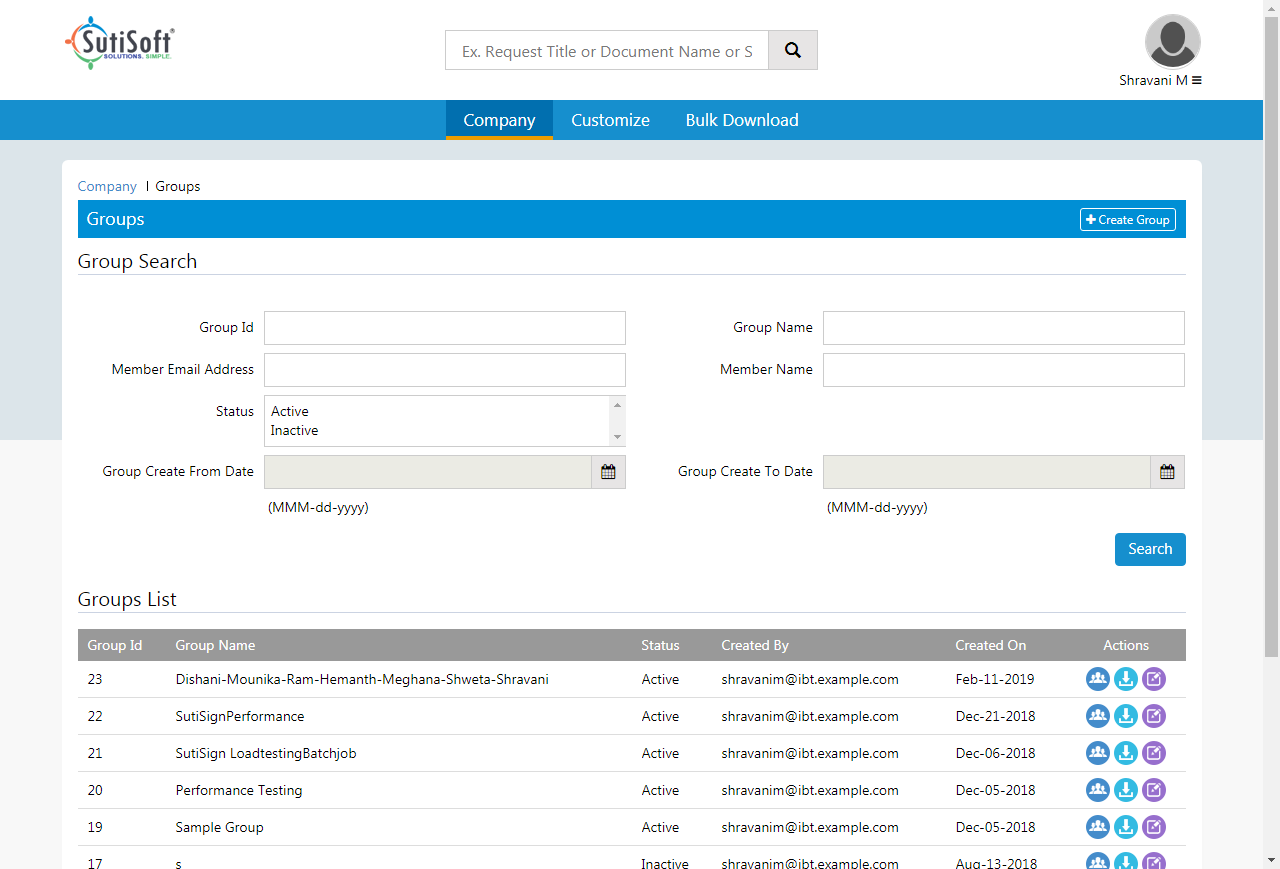 SutiSoft®
SOLUTIONS. SIMPLE.
Ex. Request Title or Document Name or S
Shravani M
Company Customize Bulk Download
Company | Groups
Groups Create Group
Group Search
Group Id Group Name
Member Email Address Member Name
Status Active
Inactive
Group Create From Date Group Create To Date
(MMM-dd-yyyy) (MMM-dd-yyyy)
Search
Groups List
Group Id Group Name Status Created By Created On Actions
23 Dishani-Mounika-Ram-Hemanth-Meghana-Shweta-Shravani Active shravanim@ibt.example.com Feb-11-2019
22 SutiSignPerformance Active shravanim@ibt.example.com Dec-21-2018
21 SutiSign LoadtestingBatchjob Active shravanim@ibt.example.com Dec-06-2018
20 Performance Testing Active shravanim@ibt.example.com Dec-05-2018
19 Sample Group Active shravanim@ibt.example.com Dec-05-2018
17 s Inactive shravanim@ibt.example.com Aug-13-2018